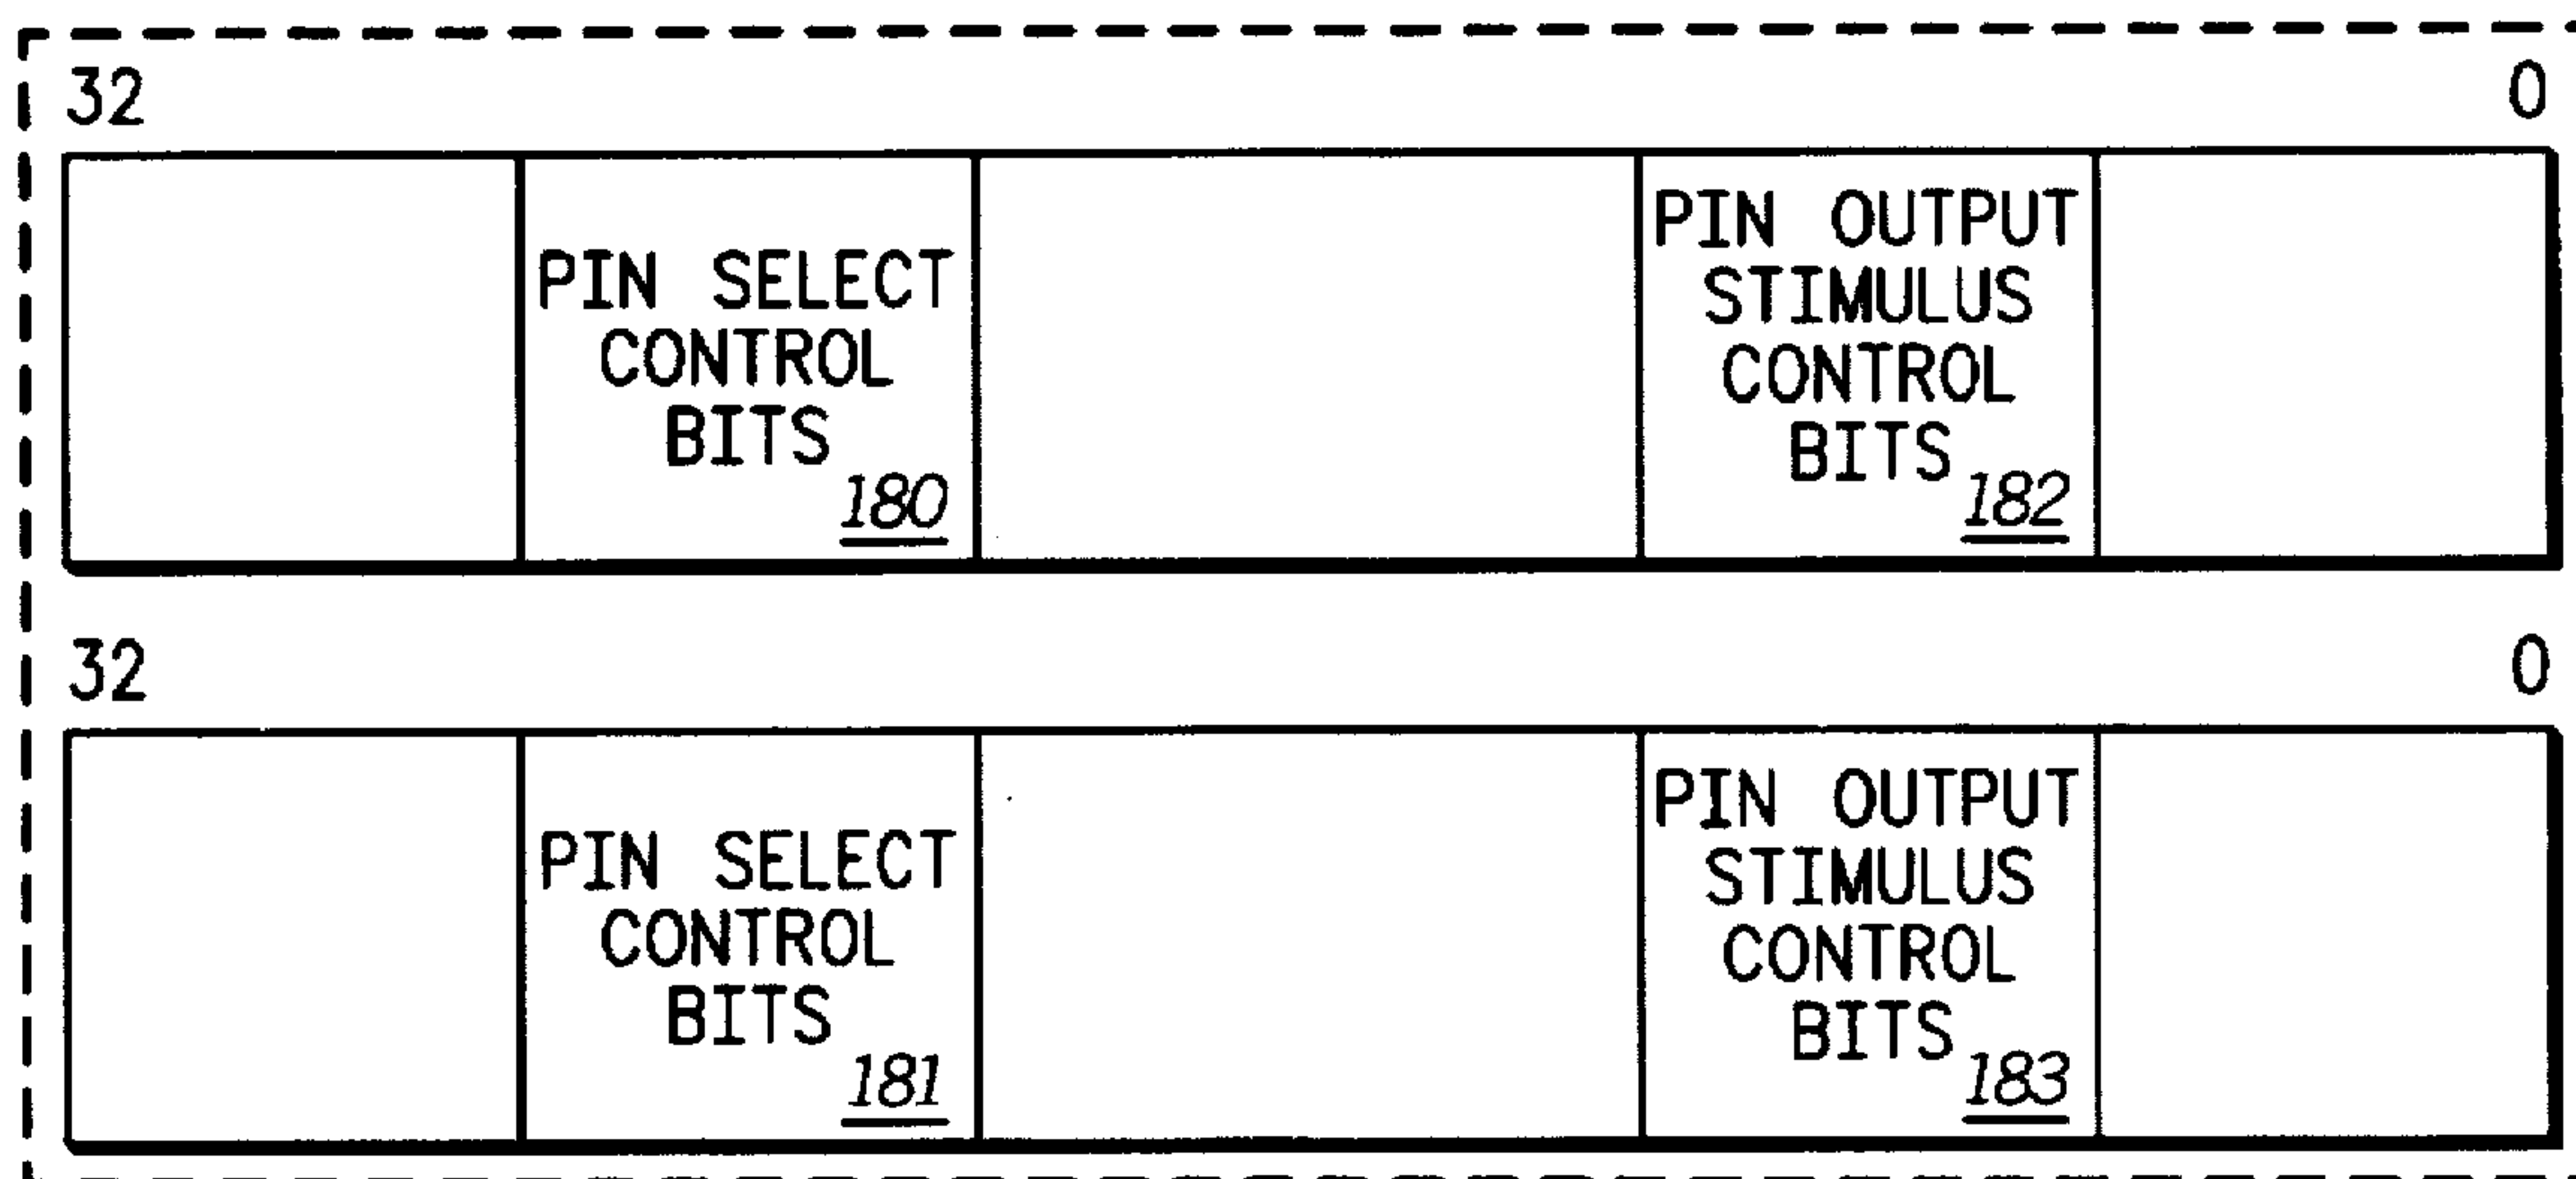 32 0
PIN SELECT
CONTROL
BITS
180
PIN OUTPUT
STIMULUS
CONTROL
BITS
182
32 0
PIN SELECT
CONTROL
BITS
181
PIN OUTPUT
STIMULUS
CONTROL
BITS
183